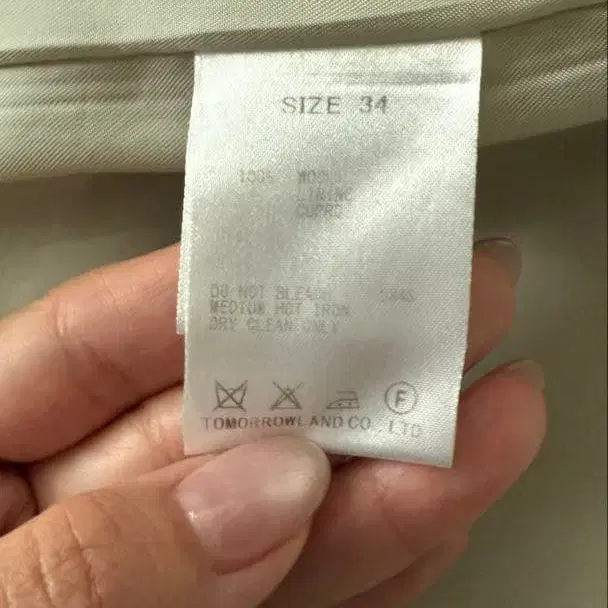 SIZE 34
100% WOOL
LINING
CUPRO
DO NOT BLEACH
MEDIUM HOT IRON
DRY CLEAN ONLY
F
TOMORROWLAND CO., LTD